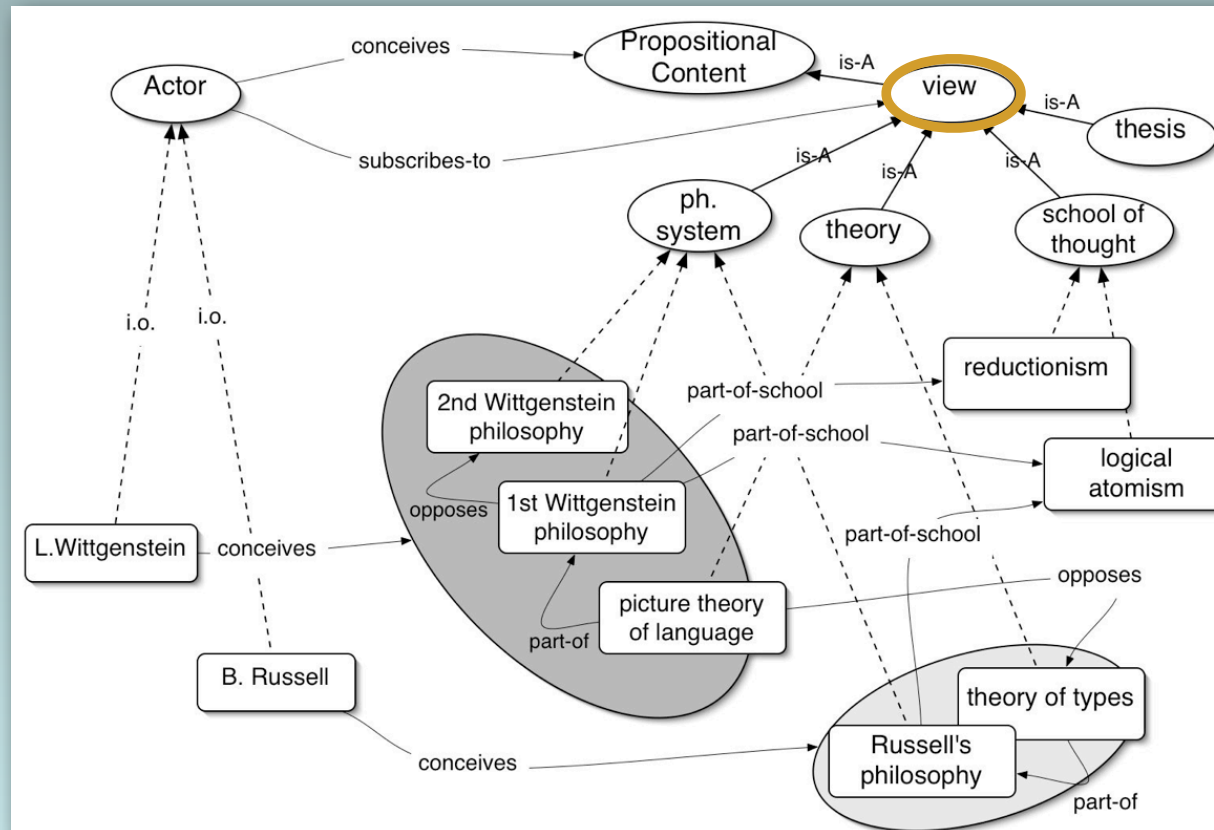 conceives
Propositional
Content
Actor
is-A
view
is-A
thesis
subscribes-to
is-A
is-A
is-A
ph.
system
theory
school of
thought
i.o.
i.o.
reductionism
part-of-school
2nd Wittgenstein
philosophy
part-of-school
logical
atomism
opposes
1st Wittgenstein
philosophy
part-of-school
L.Wittgenstein
conceives
opposes
picture theory
of language
part-of
B. Russell
theory of types
Russell's
philosophy
conceives
part-of